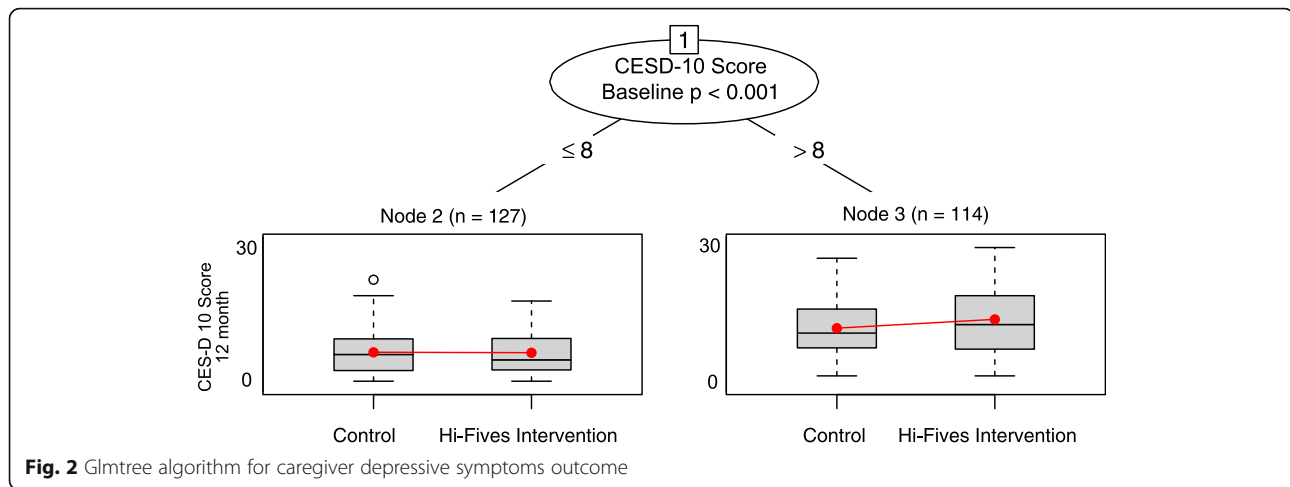 1
CESD-10 Score
Baseline p < 0.001
≤ 8
> 8
Node 2 (n = 127)
Node 3 (n = 114)
30
0
CES-D 10 Score
12 month
30
0
Control
Hi-Fives Intervention
Control
Hi-Fives Intervention
Fig. 2 Glmtree algorithm for caregiver depressive symptoms outcome